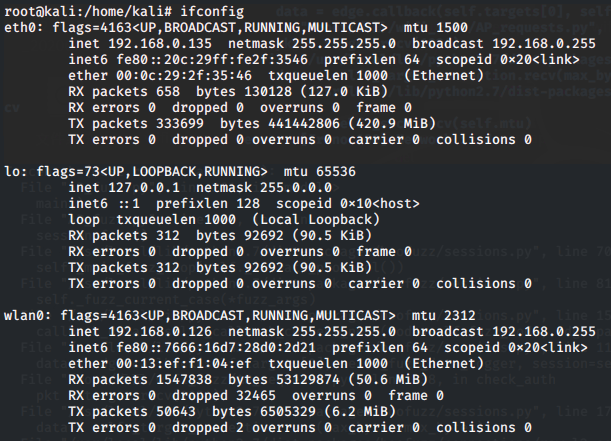 root@kali:/home/kali# ifconfig
eth0: flags=4163<UP,BROADCAST,RUNNING,MULTICAST>  mtu 1500
        inet 192.168.0.135  netmask 255.255.255.0  broadcast 192.168.0.255
        inet6 fe80::20c:29ff:fe2f:3546  prefixlen 64  scopeid 0×20<link>
        ether 00:0c:29:2f:35:46  txqueuelen 1000  (Ethernet)
        RX packets 658  bytes 130128 (127.0 KiB)
        RX errors 0  dropped 0  overruns 0  frame 0
        TX packets 333699  bytes 441442806 (420.9 MiB)
        TX errors 0  dropped 0 overruns 0  carrier 0  collisions 0

lo: flags=73<UP,LOOPBACK,RUNNING>  mtu 65536
        inet 127.0.0.1  netmask 255.0.0.0
        inet6 ::1  prefixlen 128  scopeid 0×10<host>
        loop  txqueuelen 1000  (Local Loopback)
        RX packets 312  bytes 92692 (90.5 KiB)
        RX errors 0  dropped 0  overruns 0  frame 0
        TX packets 312  bytes 92692 (90.5 KiB)
        TX errors 0  dropped 0 overruns 0  carrier 0  collisions 0

wlan0: flags=4163<UP,BROADCAST,RUNNING,MULTICAST>  mtu 2312
        inet 192.168.0.126  netmask 255.255.255.0  broadcast 192.168.0.255
        inet6 fe80::7666:16d7:28d0:2d21  prefixlen 64  scopeid 0×20<link>
        ether 00:13:ef:f1:04:ef  txqueuelen 1000  (Ethernet)
        RX packets 1547838  bytes 53129874 (50.6 MiB)
        RX errors 0  dropped 32465  overruns 0  frame 0
        TX packets 50643  bytes 6505329 (6.2 MiB)
        TX errors 0  dropped 2 overruns 0  carrier 0  collisions 0